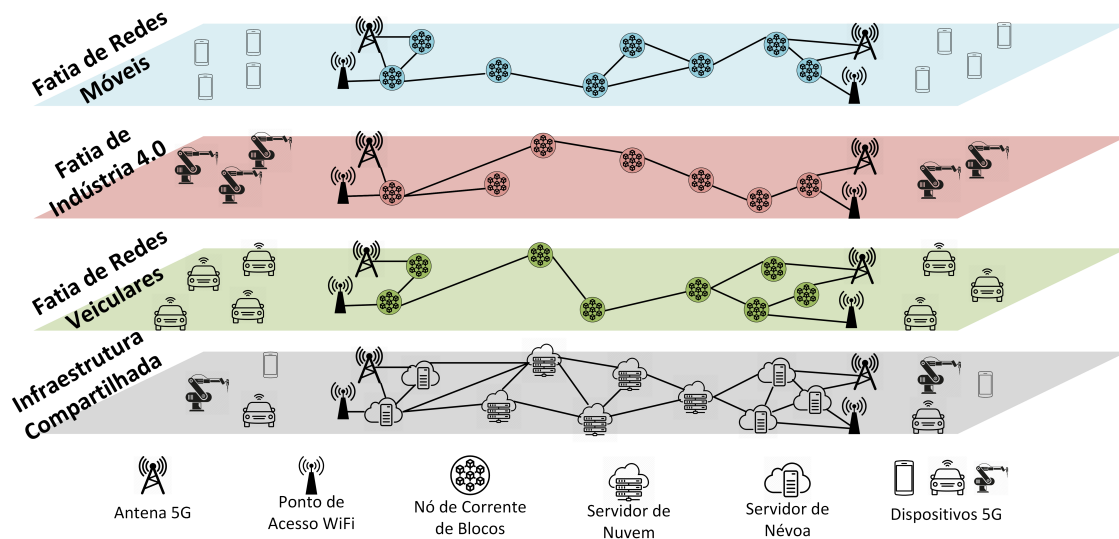 Fatia de Redes
Móveis
Fatia de
Indústria 4.0
Fatia de Redes
Veiculares
Infraestrutura
Compartilhada
Antena 5G
Ponto de
Acesso WiFi
Nó de Corrente
de Blocos
Servidor de
Nuvem
Servidor de
Névoa
Dispositivos 5G